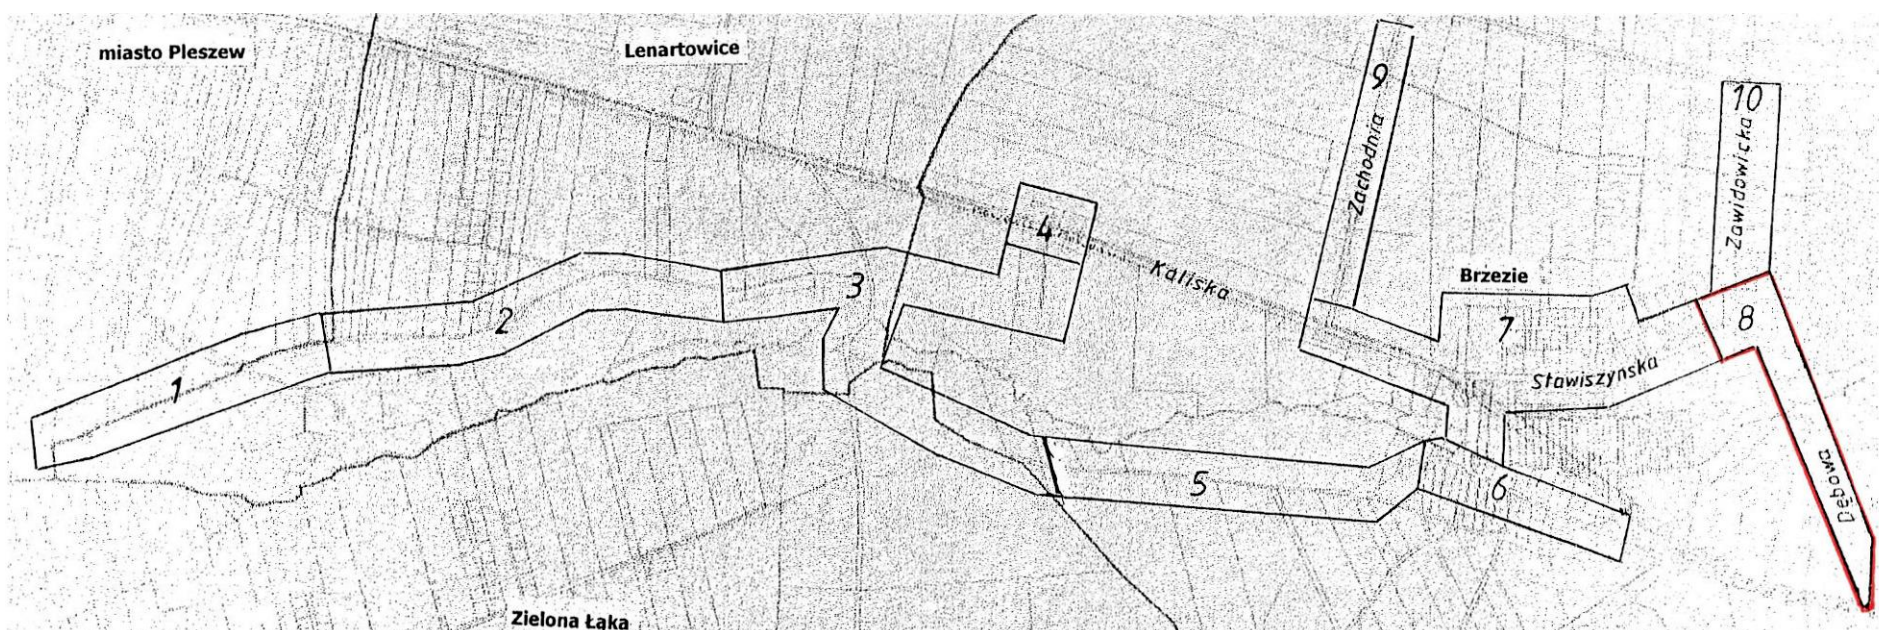 miasto Pleszew
Lenartowice
9
Zachodnia
10
Zawidowicka
4
Kaliska
Brzezie
3
2
1
7
8
Stawiszyńska
5
6
Dębowa
Zielona Łąka